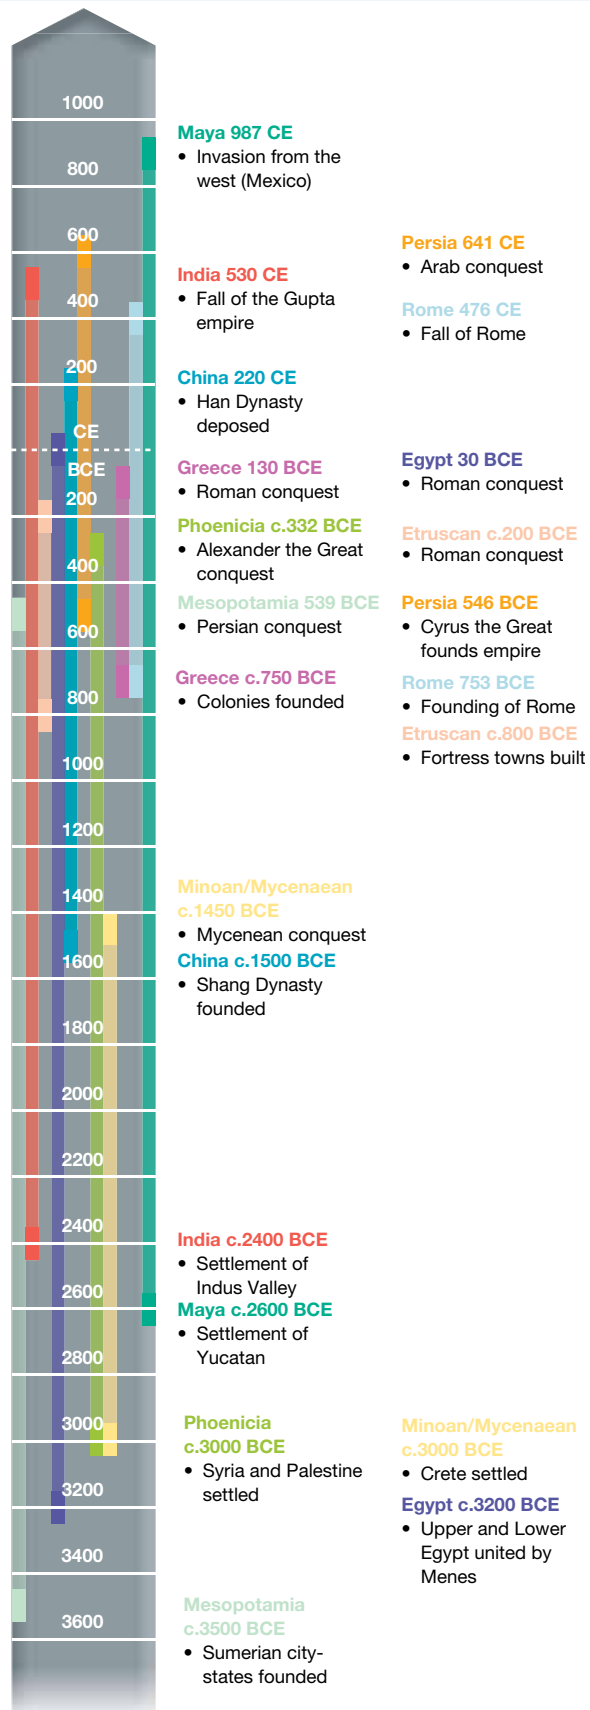 1000
800
600
400
200
CE
BCE
200
400
600
800
1000
1200
1400
1600
1800
2000
2200
2400
2600
2800
3000
3200
3400
3600
Maya 987 CE
• Invasion from the
west (Mexico)
Persia 641 CE
• Arab conquest
India 530 CE
• Fall of the Gupta
empire
Rome 476 CE
• Fall of Rome
China 220 CE
• Han Dynasty
deposed
Greece 130 BCE
• Roman conquest
Egypt 30 BCE
• Roman conquest
Phoenicia c.332 BCE
• Alexander the Great
conquest
Etruscan c.200 BCE
• Roman conquest
Mesopotamia 539 BCE
• Persian conquest
Persia 546 BCE
• Cyrus the Great
founds empire
Greece c.750 BCE
• Colonies founded
Rome 753 BCE
• Founding of Rome
Etruscan c.800 BCE
• Fortress towns built
Minoan/Mycenaean
c.1450 BCE
• Mycenean conquest
China c.1500 BCE
• Shang Dynasty
founded
India c.2400 BCE
• Settlement of
Indus Valley
Maya c.2600 BCE
• Settlement of
Yucatan
Phoenicia
c.3000 BCE
• Syria and Palestine
settled
Minoan/Mycenaean
c.3000 BCE
• Crete settled
Egypt c.3200 BCE
• Upper and Lower
Egypt united by
Menes
Mesopotamia
c.3500 BCE
• Sumerian city-
states founded